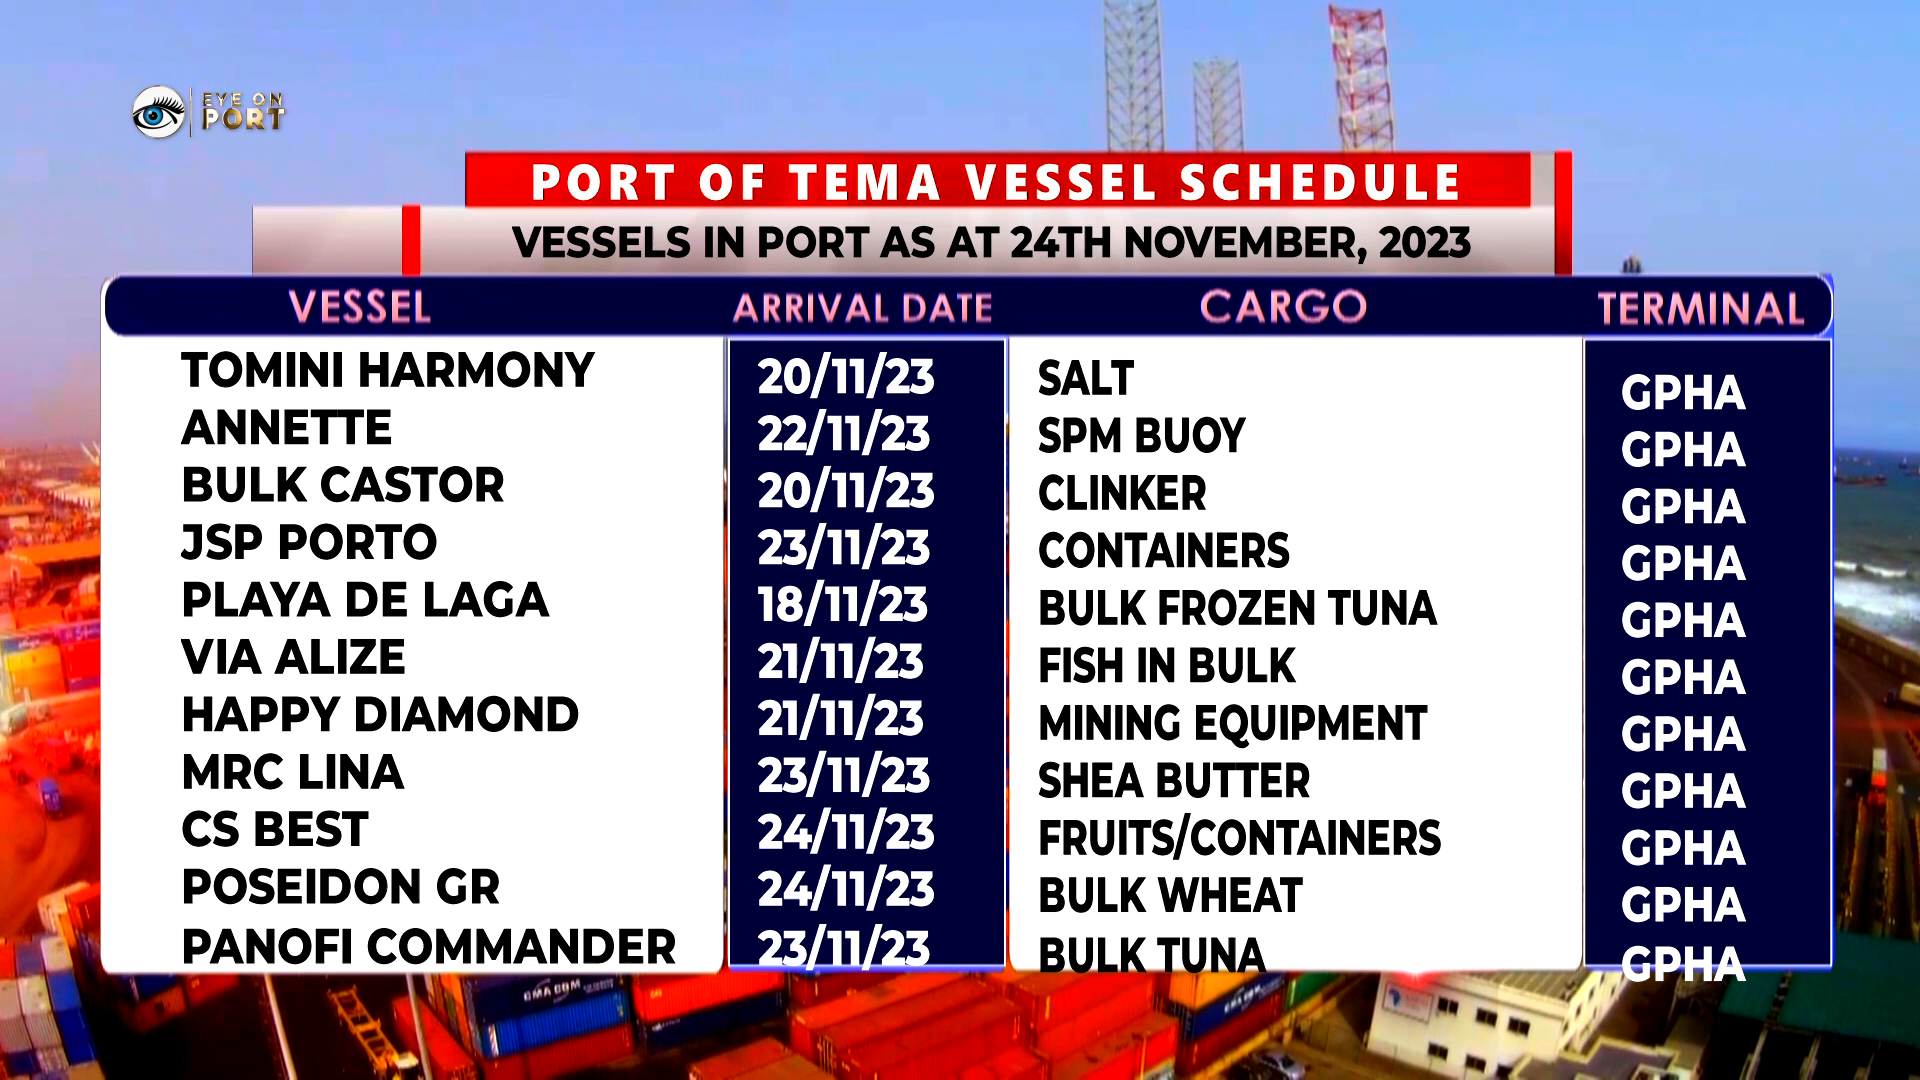 EYE ON
PORT
PORT OF TEMA VESSEL SCHEDULE
VESSELS IN PORT AS AT 24TH NOVEMBER, 2023
VESSEL ARRIVAL DATE CARGO TERMINAL
TOMINI HARMONY 20/11/23 SALT GPHA
ANNETTE 22/11/23 SPM BUOY GPHA
BULK CASTOR 20/11/23 CLINKER GPHA
JSP PORTO 23/11/23 CONTAINERS GPHA
PLAYA DE LAGA 18/11/23 BULK FROZEN TUNA GPHA
VIA ALIZE 21/11/23 FISH IN BULK GPHA
HAPPY DIAMOND 21/11/23 MINING EQUIPMENT GPHA
MRC LINA 23/11/23 SHEA BUTTER GPHA
CS BEST 24/11/23 FRUITS/CONTAINERS GPHA
POSEIDON GR 24/11/23 BULK WHEAT GPHA
PANOFI COMMANDER 23/11/23 BULK TUNA GPHA
CMA CGM